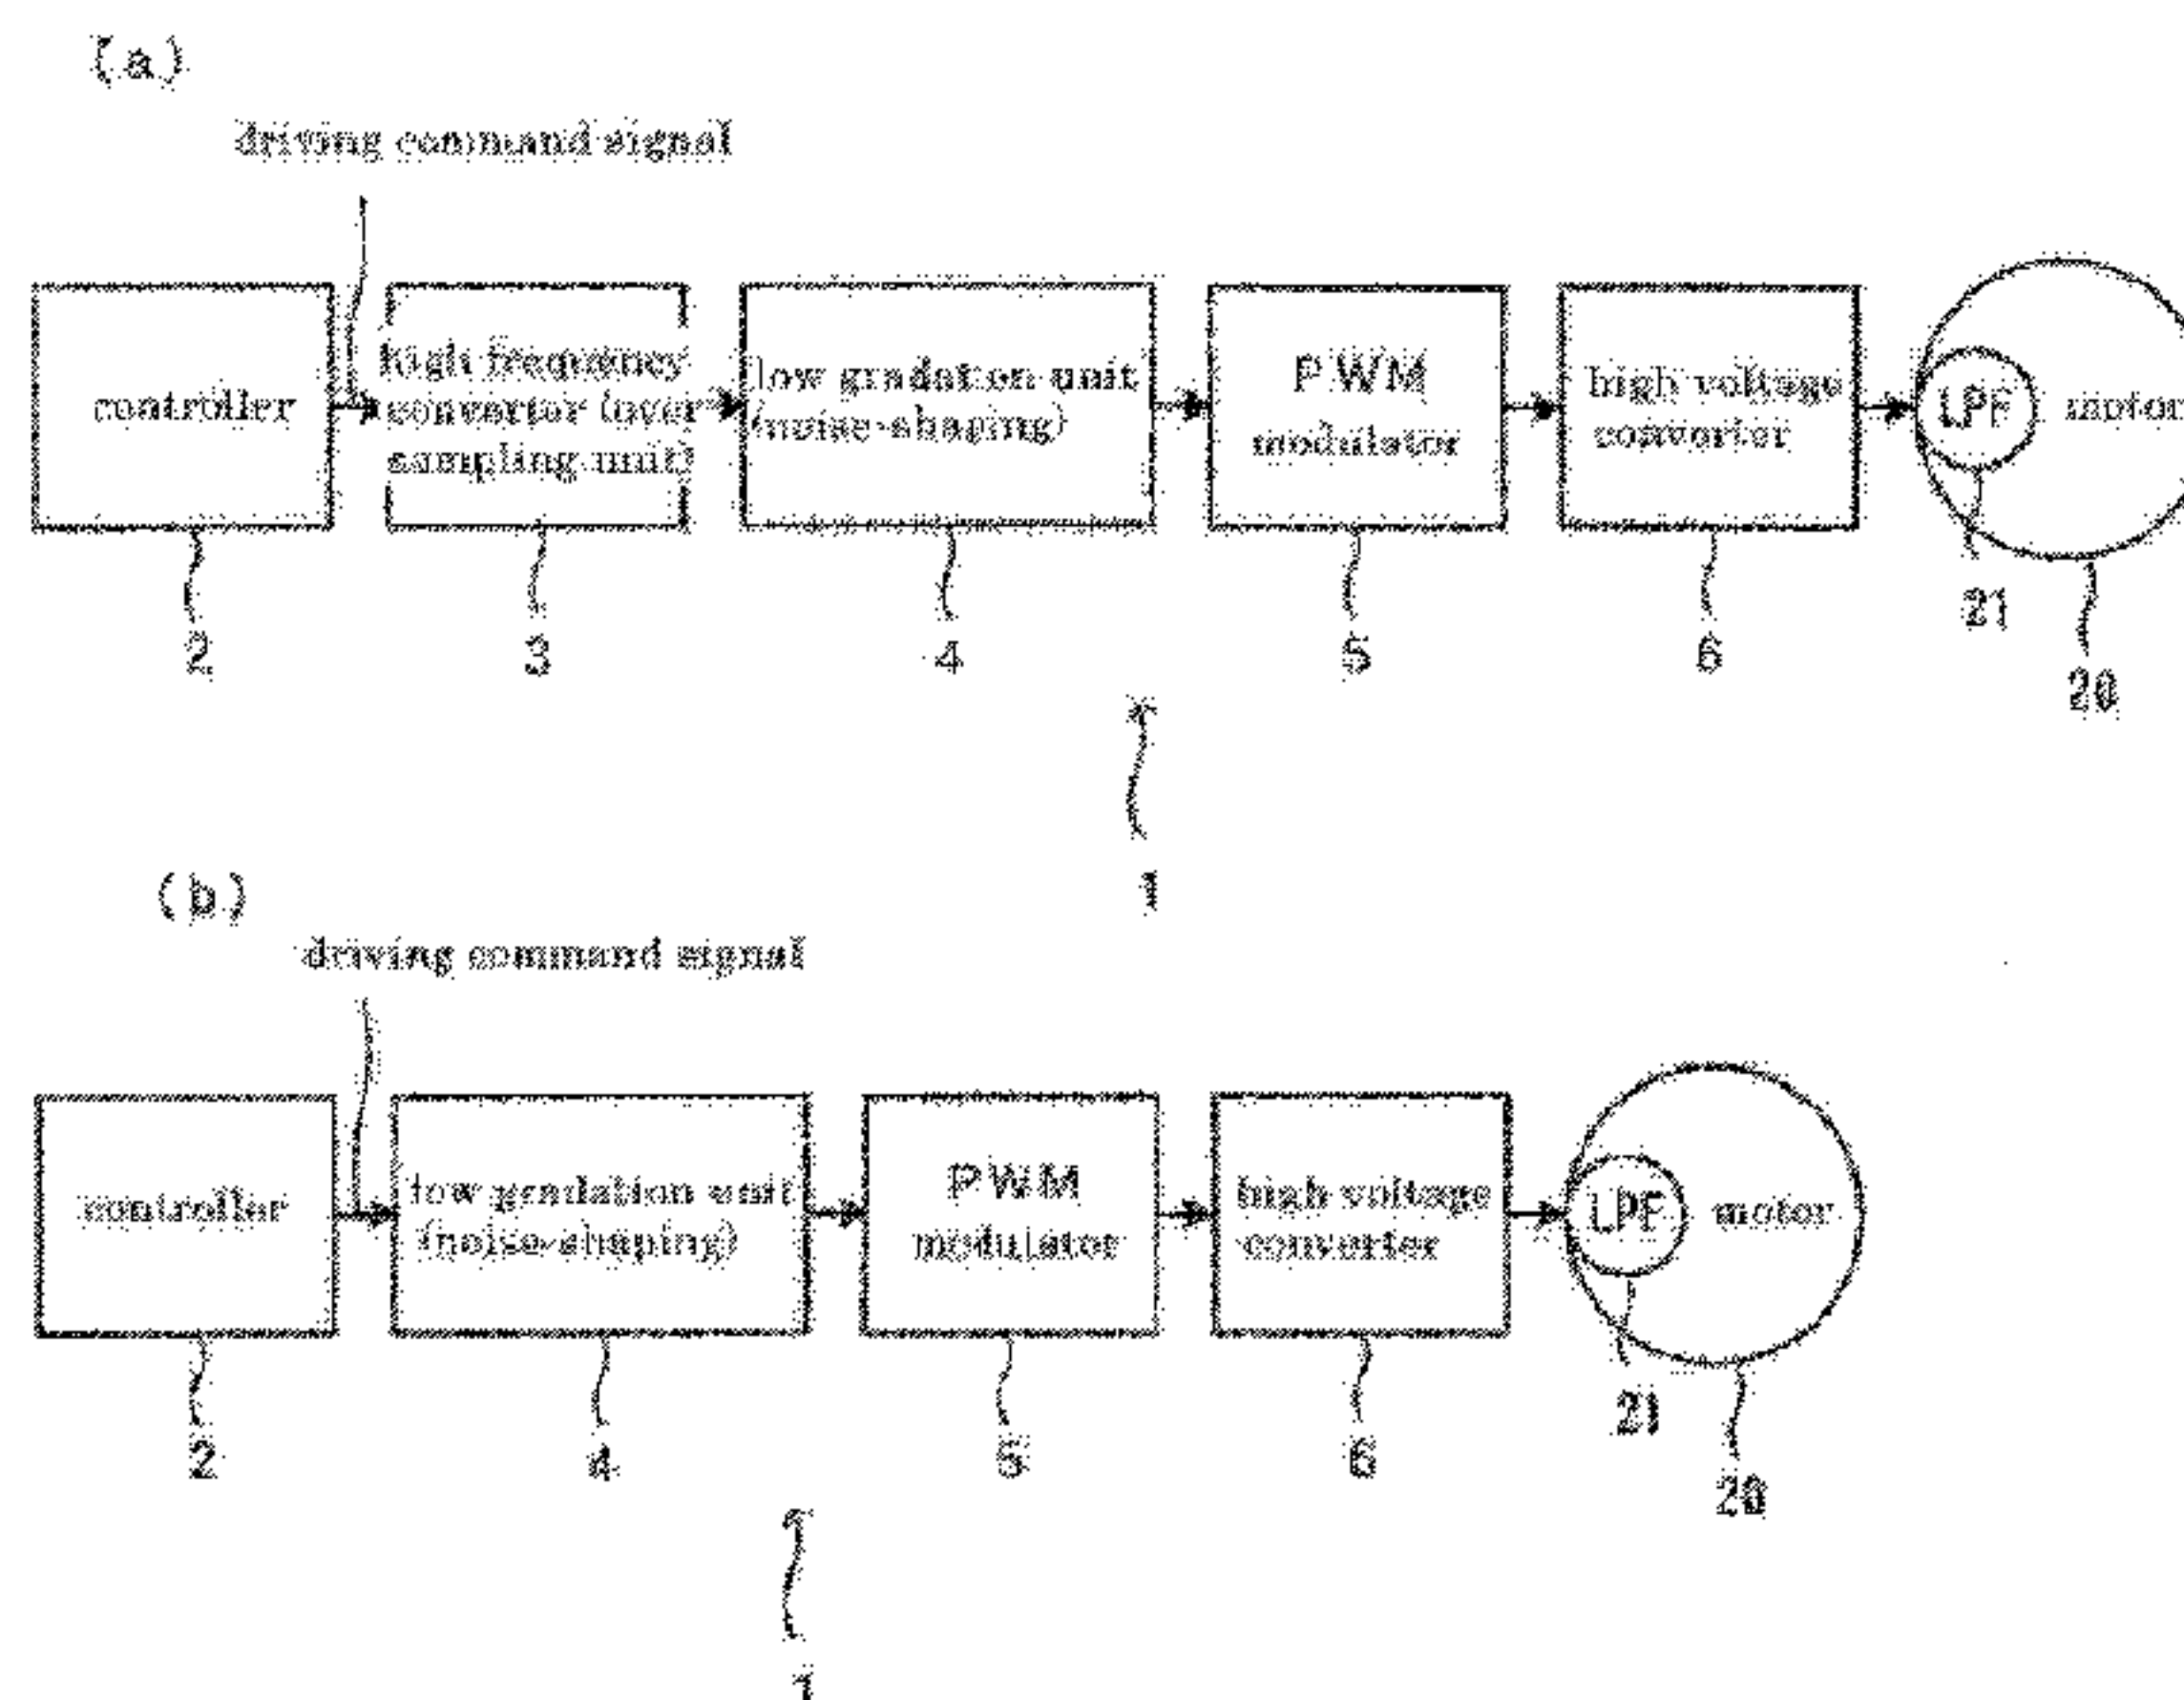 (a)
driving command signal
controller
high frequency
convertor (over
sampling unit)
low gradation unit
(noise-shaping)
PWM
modulator
high voltage
converter
LPF
motor
2
3
4
5
6
21
20
1
(b)
driving command signal
controller
low gradation unit
(noise-shaping)
PWM
modulator
high voltage
converter
LPF
motor
2
4
5
6
21
20
1